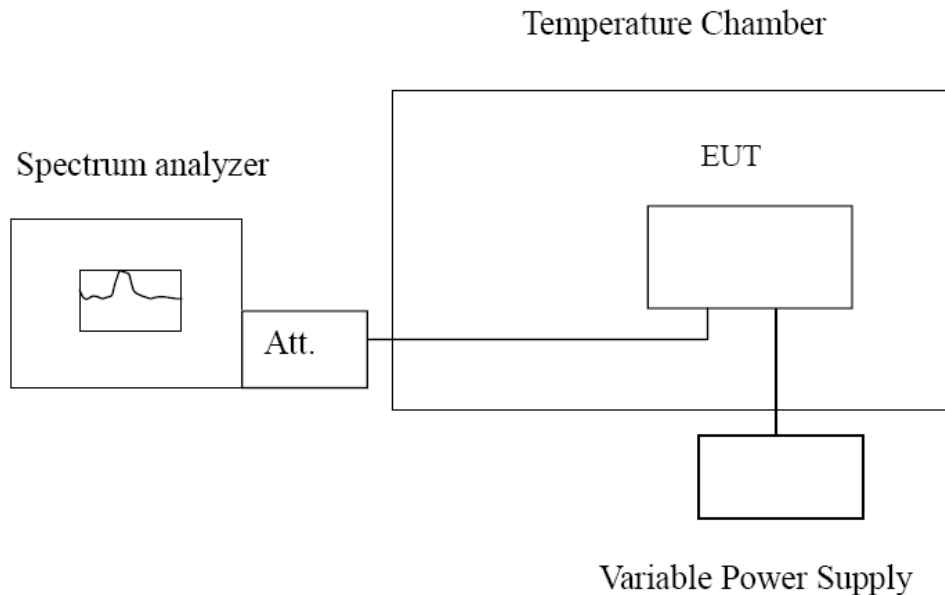 Temperature Chamber
Spectrum analyzer
EUT
Att.
Variable Power Supply